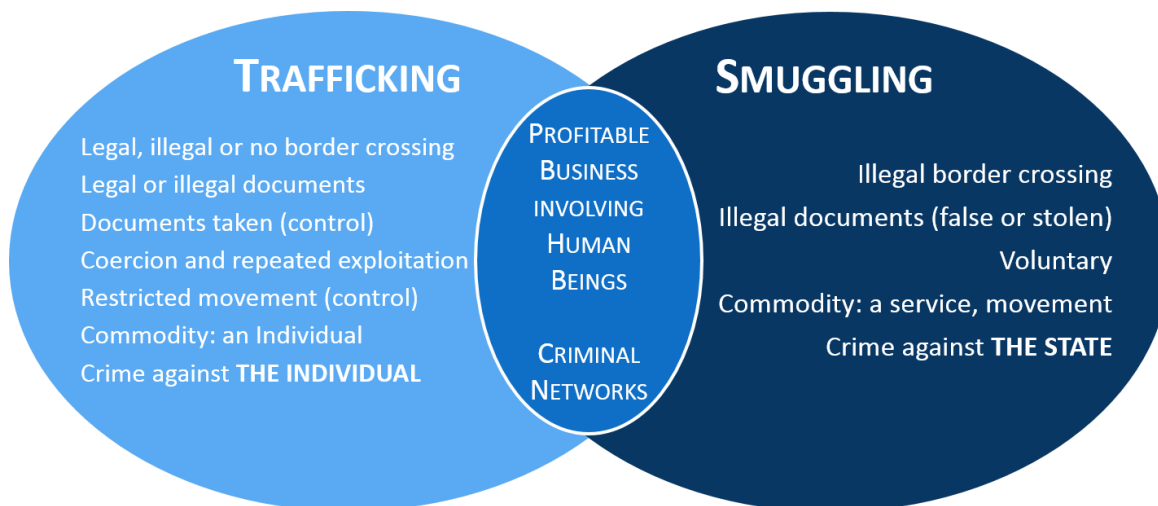 TRAFFICKING
Legal, illegal or no border crossing
Legal or illegal documents
Documents taken (control)
Coercion and repeated exploitation
Restricted movement (control)
Commodity: an Individual
Crime against THE INDIVIDUAL
PROFITABLE
BUSINESS
INVOLVING
HUMAN
BEINGS
CRIMINAL
NETWORKS
SMUGGLING
Illegal border crossing
Illegal documents (false or stolen)
Voluntary
Commodity: a service, movement
Crime against THE STATE